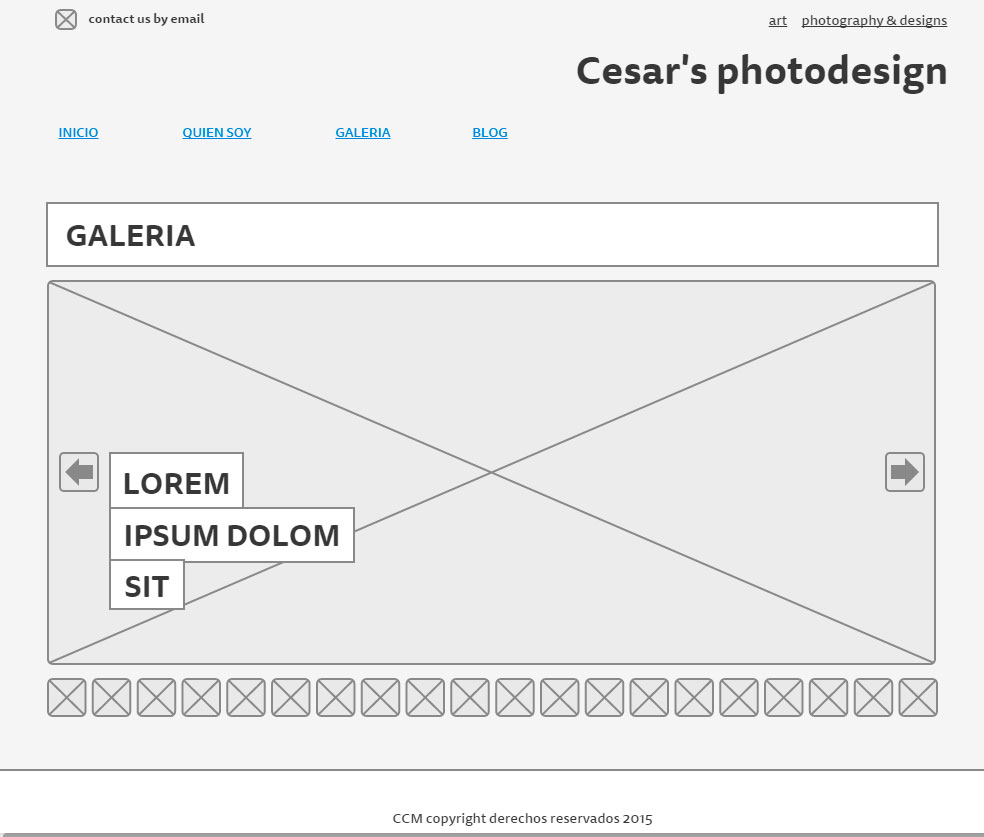 contact us by email
art photography & designs
Cesar's photodesign
INICIO QUIEN SOY GALERIA BLOG
GALERIA
LOREM
IPSUM DOLOM
SIT
CCM copyright derechos reservados 2015